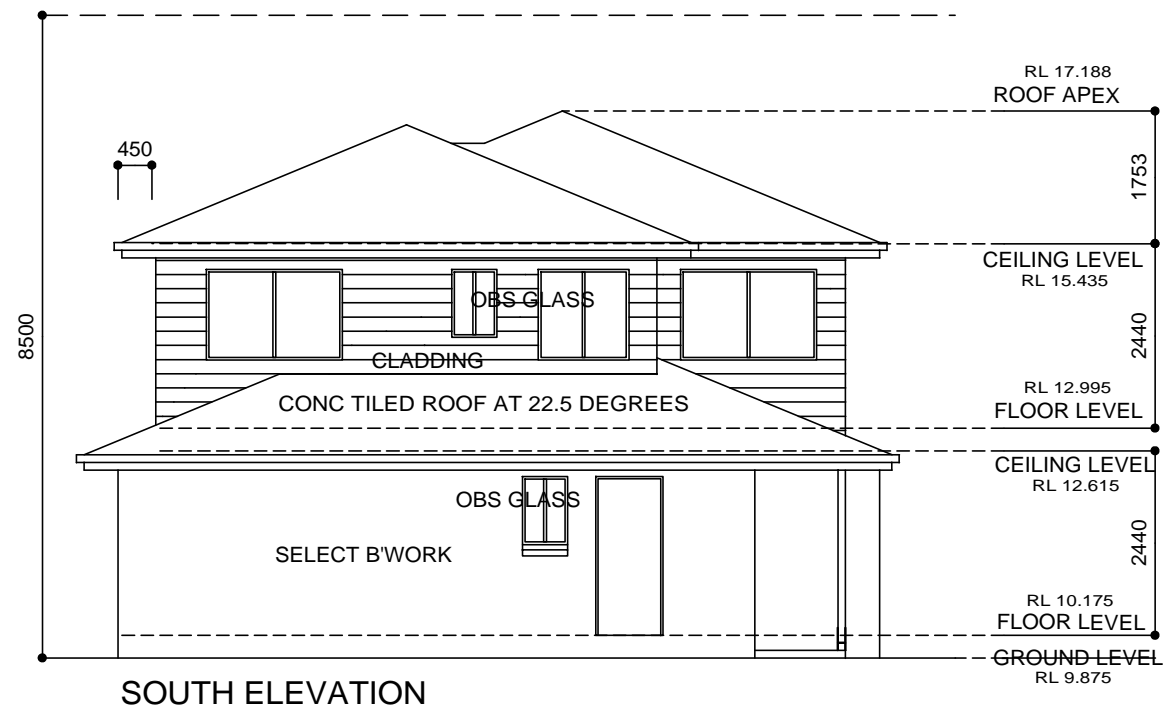 RL 17.188
ROOF APEX
450
1753
CEILING LEVEL
RL 15.435
OBS GLASS
8500
2440
CLADDING
RL 12.995
CONC TILED ROOF AT 22.5 DEGREES
FLOOR LEVEL
CEILING LEVEL
RL 12.615
OBS GLASS
SELECT B'WORK
2440
RL 10.175
FLOOR LEVEL
GROUND LEVEL
RL 9.875
SOUTH ELEVATION